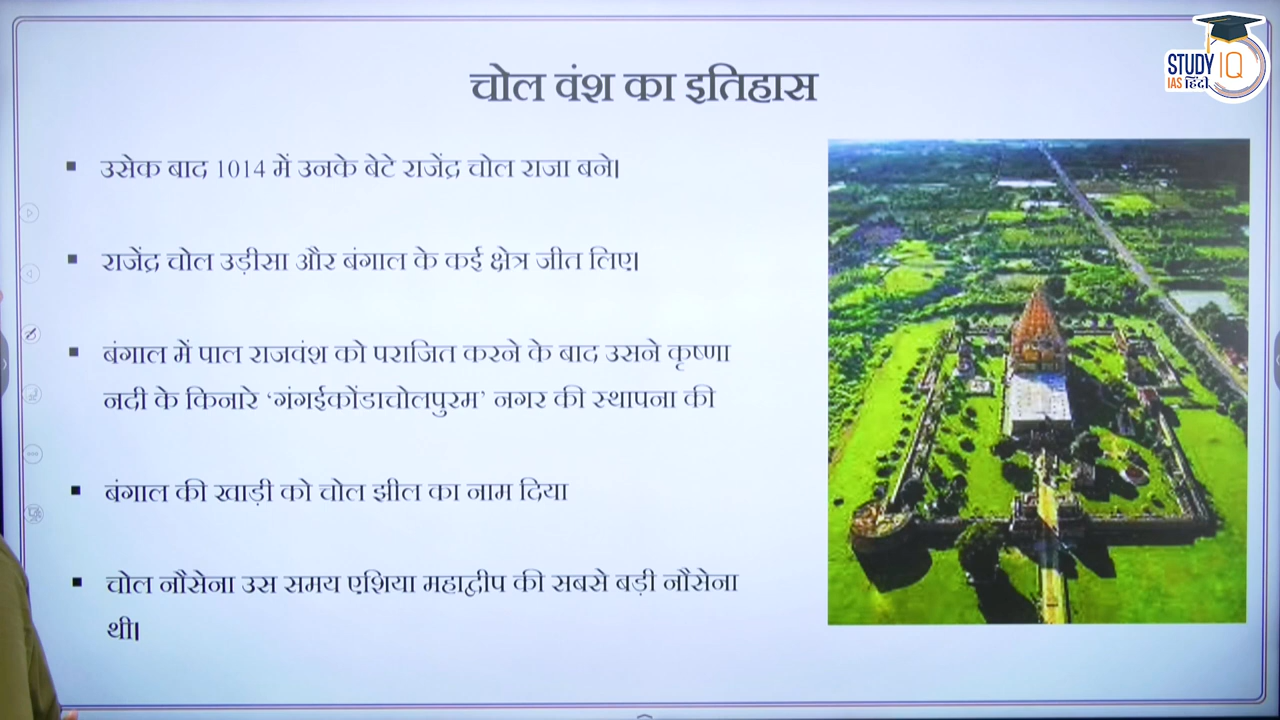 STUDY IQ
IAS हिंदी
चोल वंश का इतिहास
▪ उसेक बाद 1014 में उनके बेटे राजेंद्र चोल राजा बने।
▪ राजेंद्र चोल उड़ीसा और बंगाल के कई क्षेत्र जीत लिए।
▪ बंगाल में पाल राजवंश को पराजित करने के बाद उसने कृष्णा
नदी के किनारे ‘गंगईकोंडाचोलपुरम’ नगर की स्थापना की
▪ बंगाल की खाड़ी को चोल झील का नाम दिया
▪ चोल नौसेना उस समय एशिया महाद्वीप की सबसे बड़ी नौसेना
थी।